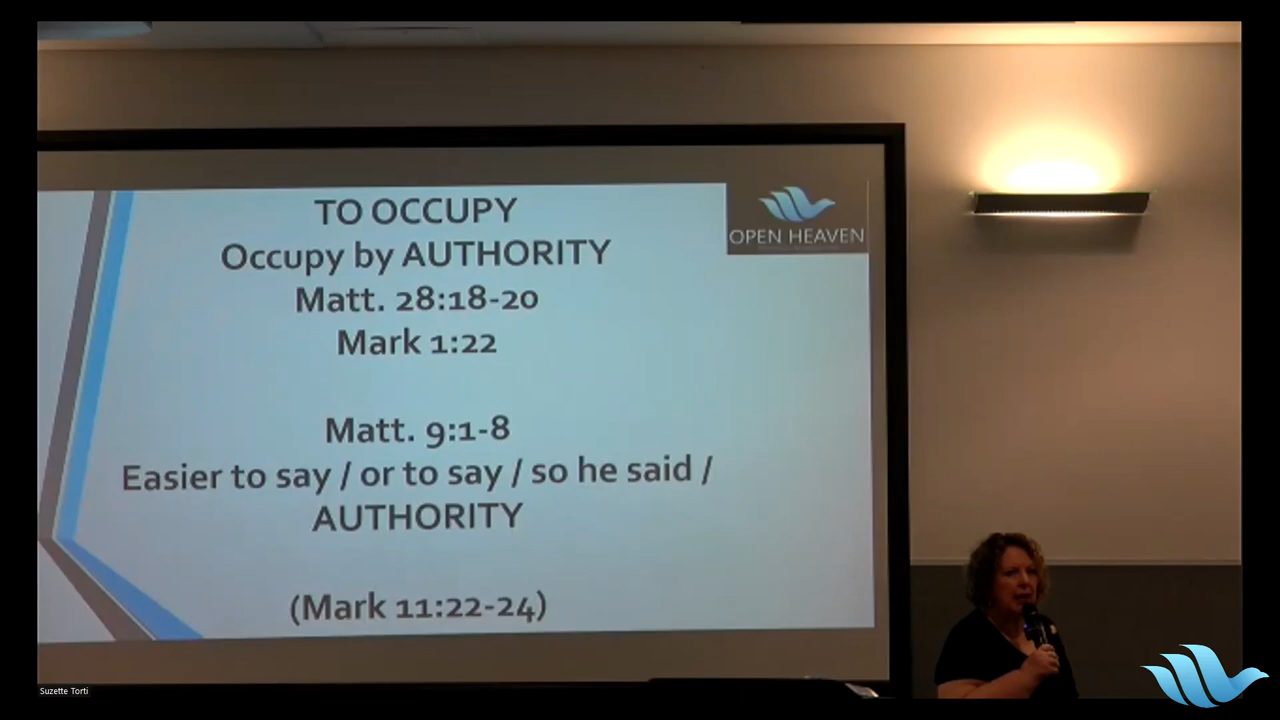 TO OCCUPY
Occupy by AUTHORITY
Matt. 28:18-20
Mark 1:22
Matt. 9:1-8
Easier to say / or to say / so he said /
AUTHORITY
(Mark 11:22-24)
OPEN HEAVEN
Suzette Torti